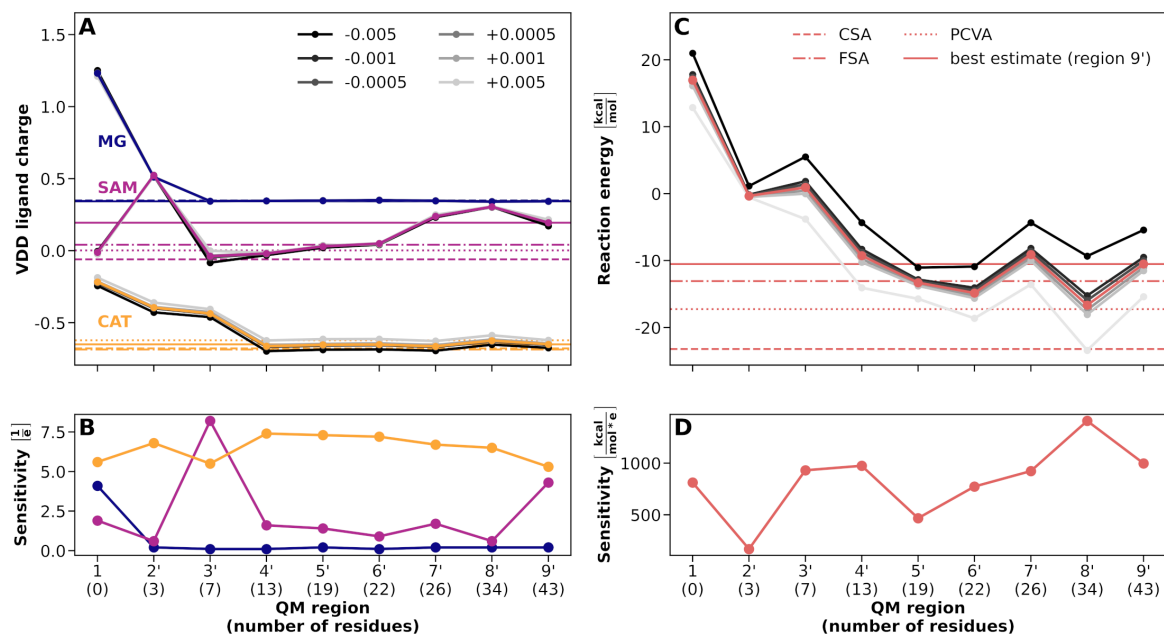 A
1.5
1.0
0.5
0.0
-0.5
VDD ligand charge
-0.005
-0.001
-0.0005
+0.0005
+0.001
+0.005
MG
SAM
CAT
C
20
10
0
-10
-20
Reaction energy [kcal/mol]
CSA
FSA
PCVA
best estimate (region 9')
B
7.5
5.0
2.5
0.0
Sensitivity [1/e]
1 2' 3' 4' 5' 6' 7' 8' 9'
(0) (3) (7) (13) (19) (22) (26) (34) (43)
QM region
(number of residues)
D
1000
500
Sensitivity [kcal/mol*e]
1 2' 3' 4' 5' 6' 7' 8' 9'
(0) (3) (7) (13) (19) (22) (26) (34) (43)
QM region
(number of residues)